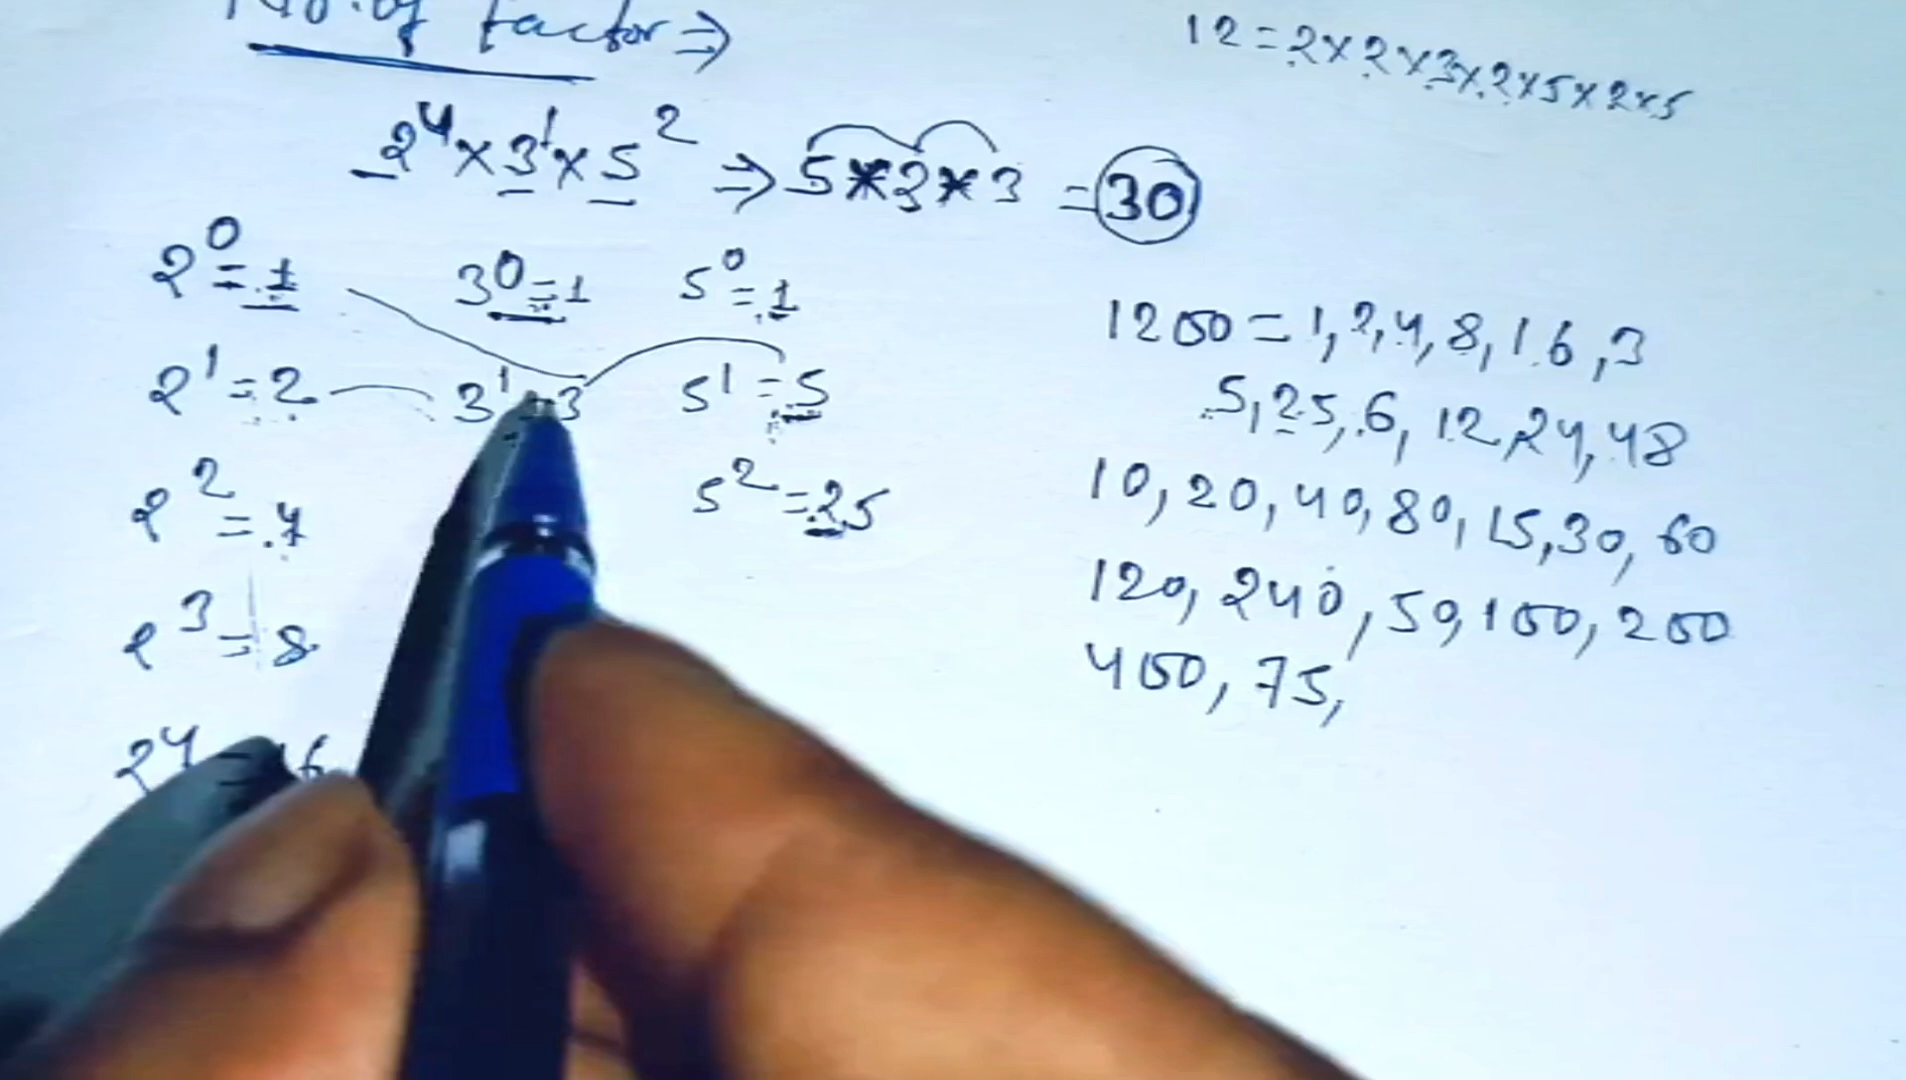 No. of factor ⇒
12 = 2×2×3×2×5×2×5
2⁴×3¹×5² ⇒ 5*2*3 = 30
2⁰ = 1 3⁰ = 1 5⁰ = 1
2¹ = 2 3¹ = 3 5¹ = 5
2² = 4 5² = 25
2³ = 8
2⁴ = 16
1200 = 1, 2, 4, 8, 16, 3
5, 25, 6, 12, 24, 48
10, 20, 40, 80, 15, 30, 60
120, 240, 50, 100, 200
400, 75,